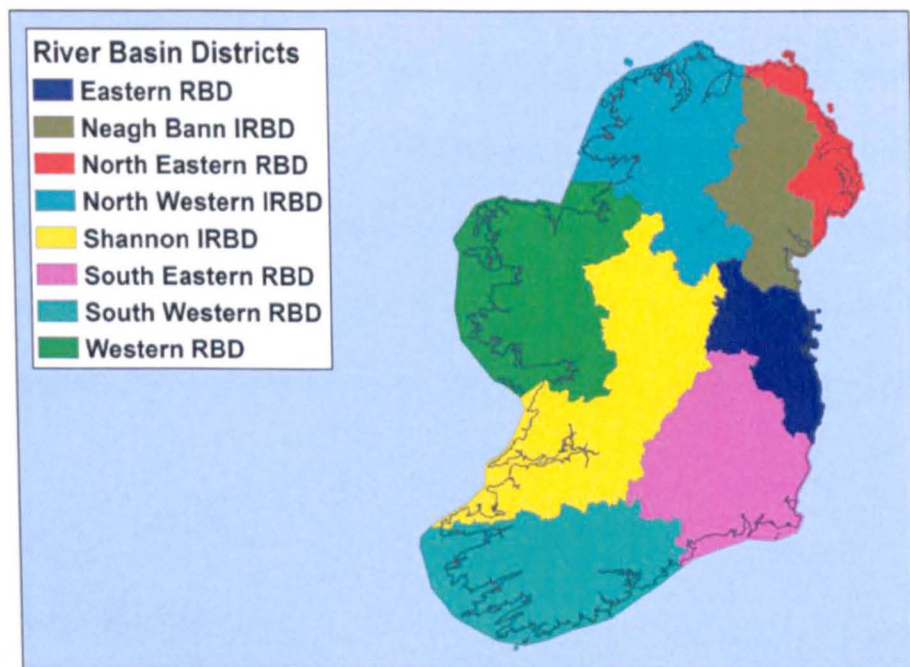 River Basin Districts
Eastern RBD
Neagh Bann IRBD
North Eastern RBD
North Western IRBD
Shannon IRBD
South Eastern RBD
South Western RBD
Western RBD